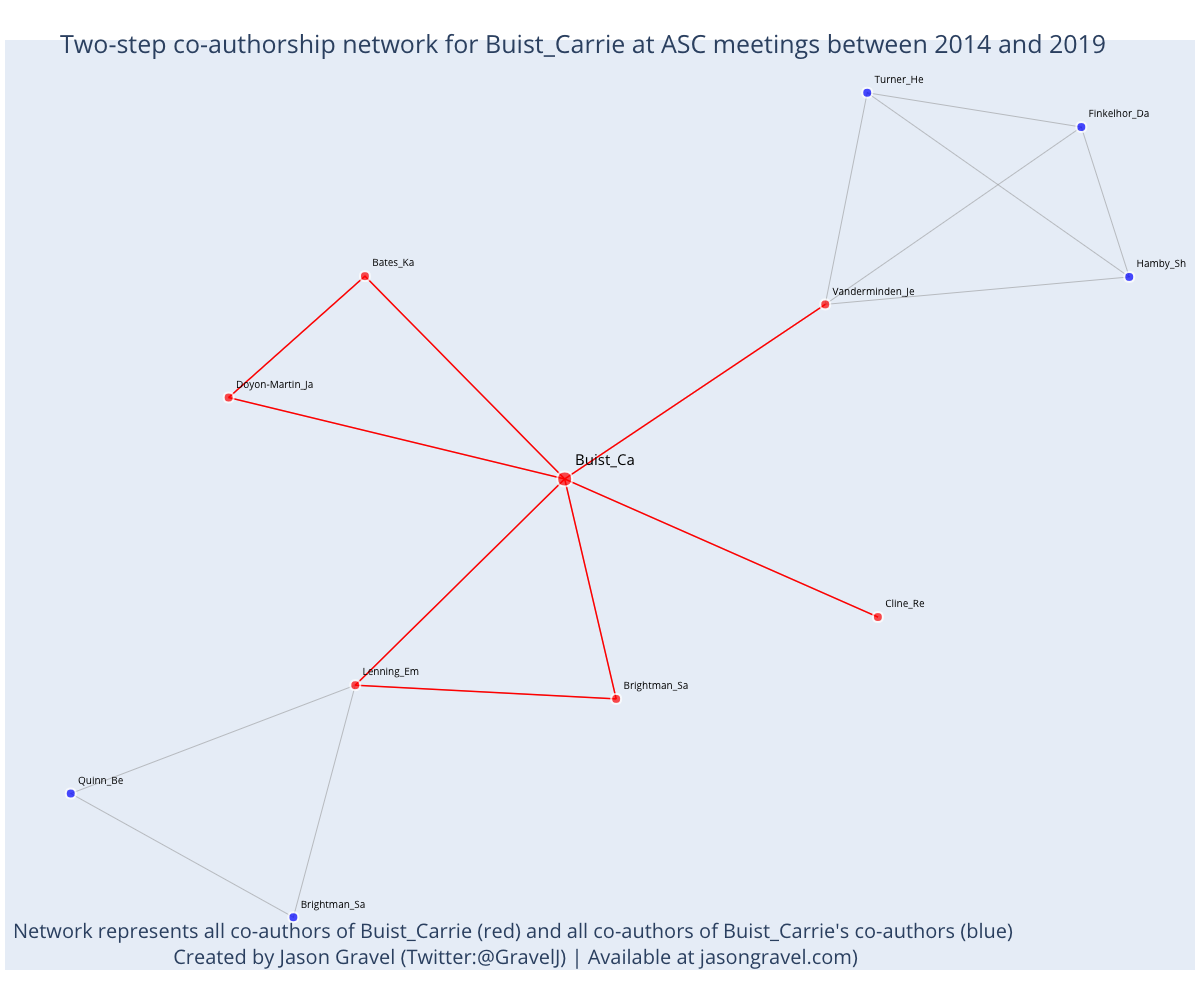 Two-step co-authorship network for Buist_Carrie at ASC meetings between 2014 and 2019
Turner_He
Finkelhor_Da
Hamby_Sh
Bates_Ka
Vanderminden_Je
Doyon-Martin_Ja
Buist_Ca
Cline_Re
Lenning_Em
Brightman_Sa
Quinn_Be
Brightman_Sa
Network represents all co-authors of Buist_Carrie (red) and all co-authors of Buist_Carrie's co-authors (blue)
Created by Jason Gravel (Twitter:@GravelJ) | Available at jasongravel.com)